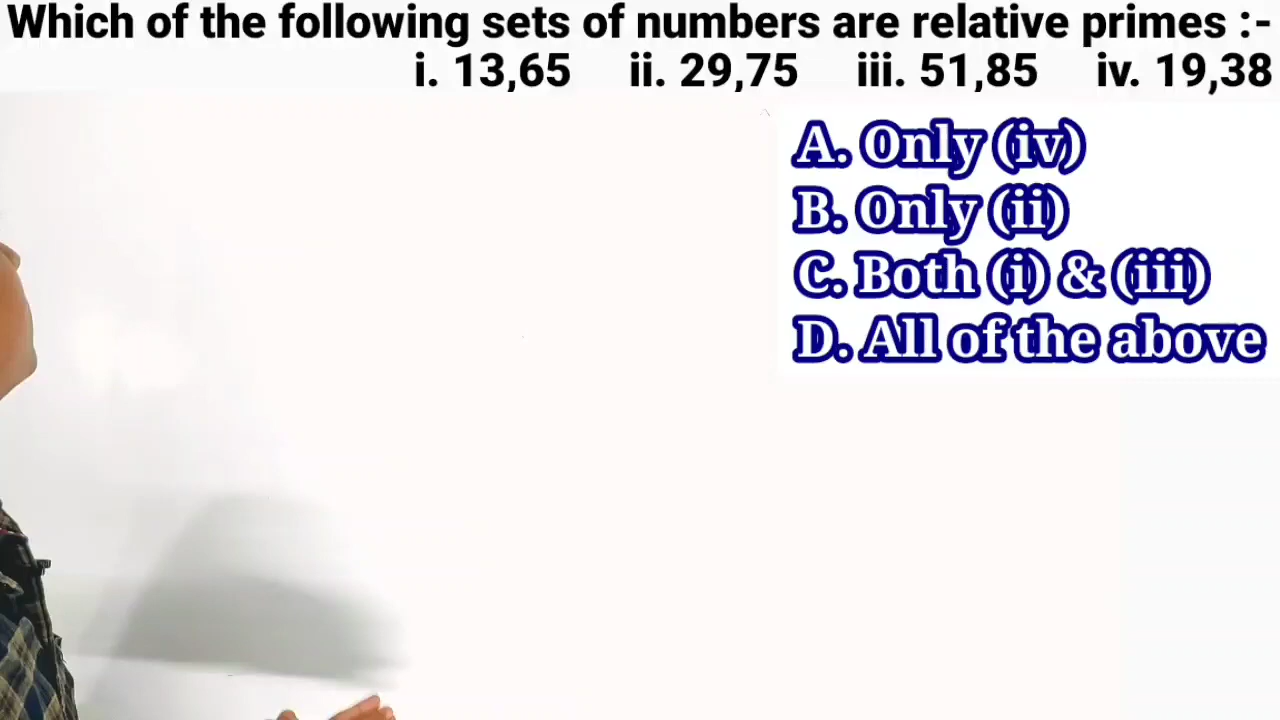 Which of the following sets of numbers are relative primes :-
i. 13,65 ii. 29,75 iii. 51,85 iv. 19,38
A. Only (iv)
B. Only (ii)
C. Both (i) & (iii)
D. All of the above